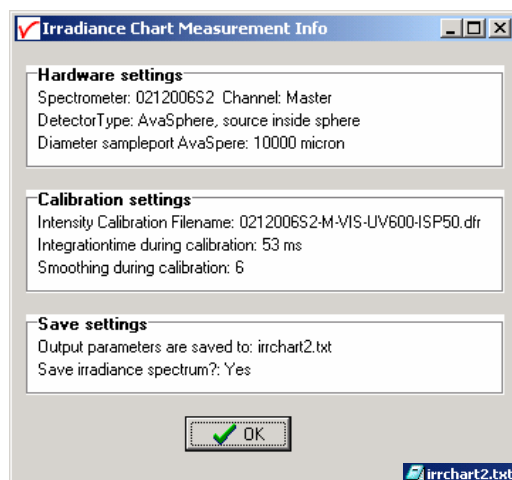 Irradiance Chart Measurement Info
Hardware settings
Spectrometer: 0212006S2 Channel: Master
DetectorType: AvaSphere, source inside sphere
Diameter sampleport AvaSpere: 10000 micron
Calibration settings
Intensity Calibration Filename: 0212006S2-M-VIS-UV600-ISP50.dfr
Integrationtime during calibration: 53 ms
Smoothing during calibration: 6
Save settings
Output parameters are saved to: irrchart2.txt
Save irradiance spectrum?: Yes
OK
irrchart2.txt